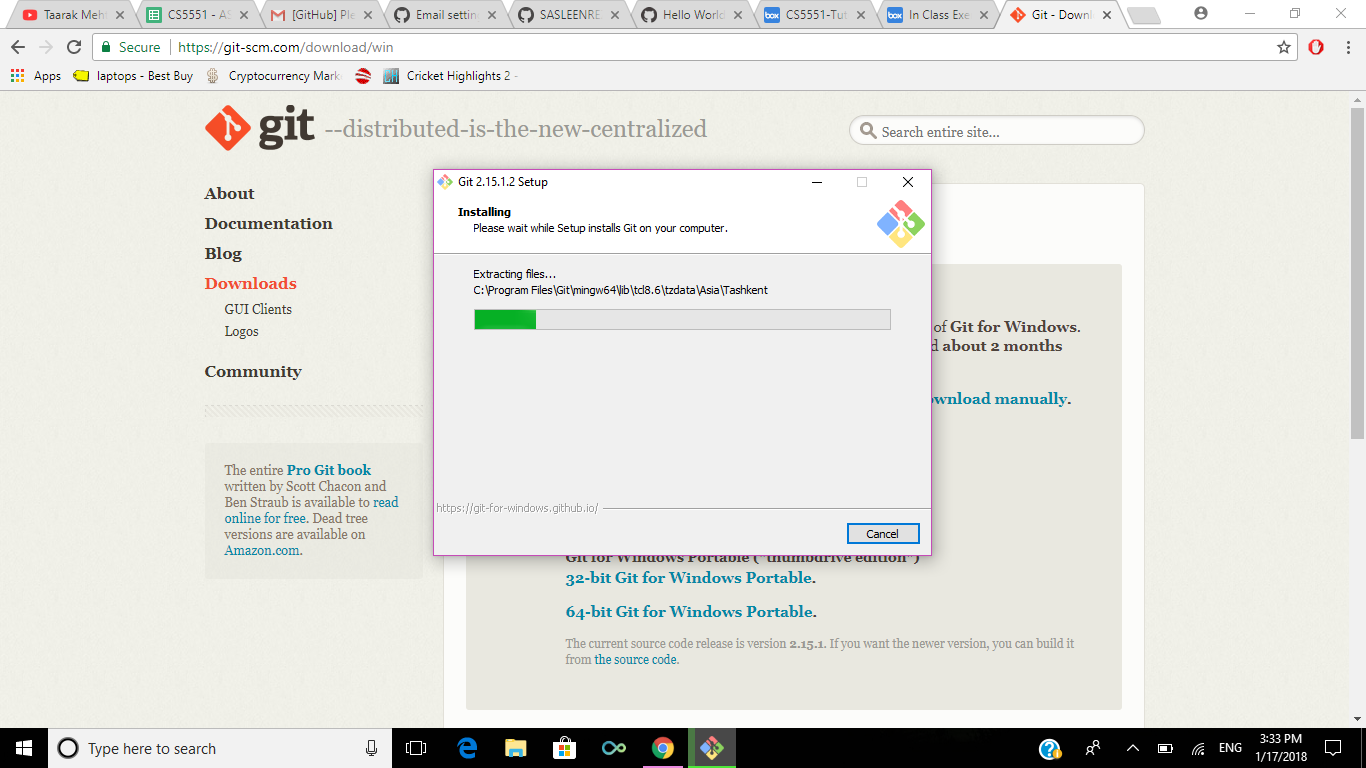 Taarak Meh
CS5551 - AS
[GitHub] Ple
Email settin
SASLEENRE
Hello World
CS5551-Tut
In Class Exe
Git - Downl
Secure
https://git-scm.com/download/win
Apps
laptops - Best Buy
Cryptocurrency Mark
Cricket Highlights 2 -
git --distributed-is-the-new-centralized
Search entire site...
About
Documentation
Blog
Downloads
GUI Clients
Logos
Community
The entire Pro Git book
written by Scott Chacon and
Ben Straub is available to read
online for free. Dead tree
versions are available on
Amazon.com.
Git 2.15.1.2 Setup
Installing
Please wait while Setup installs Git on your computer.
Extracting files...
C:\Program Files\Git\mingw64\lib\tcl8.6\tzdata\Asia\Tashkent
https://git-for-windows.github.io/
Cancel
of Git for Windows.
d about 2 months
ownload manually.
Git for Windows Portable ("thumbdrive edition")
32-bit Git for Windows Portable.
64-bit Git for Windows Portable.
The current source code release is version 2.15.1. If you want the newer version, you can build it
from the source code.
Type here to search
ENG
3:33 PM
1/17/2018